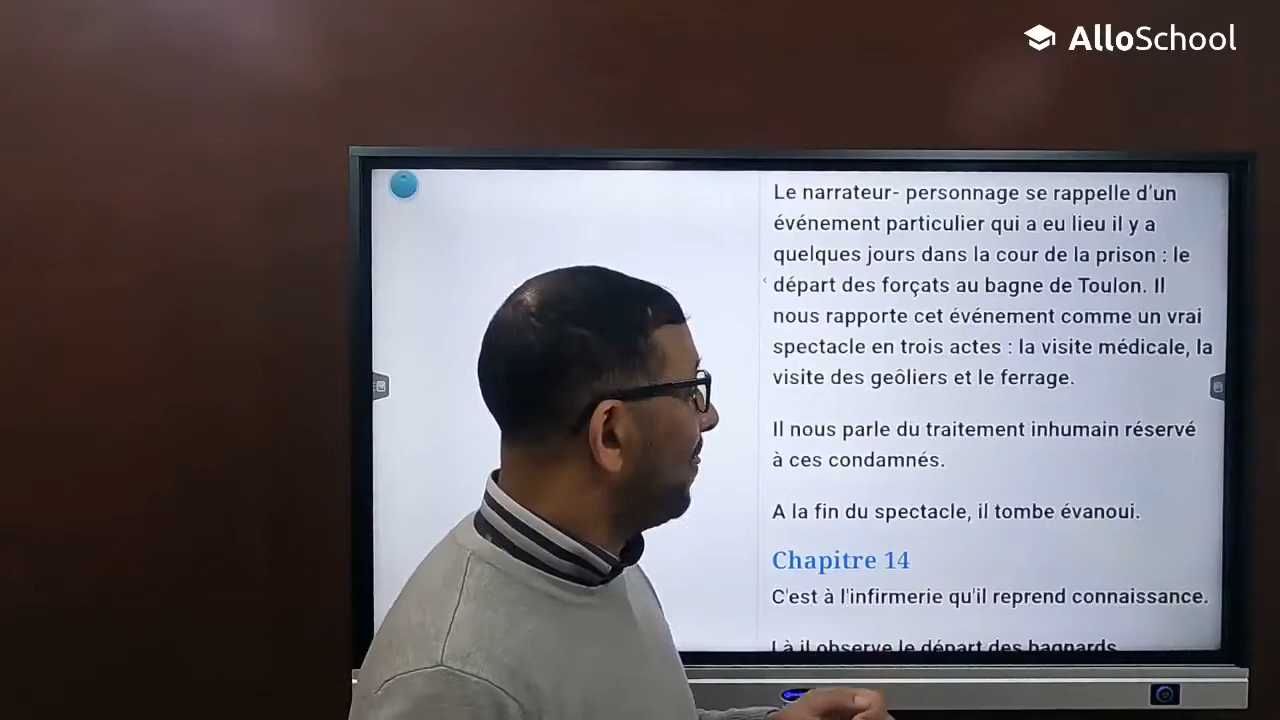 AlloSchool
Le narrateur- personnage se rappelle d'un
événement particulier qui a eu lieu il y a
quelques jours dans la cour de la prison : le
départ des forçats au bagne de Toulon. Il
nous rapporte cet événement comme un vrai
spectacle en trois actes : la visite médicale, la
visite des geôliers et le ferrage.
Il nous parle du traitement inhumain réservé
à ces condamnés.
A la fin du spectacle, il tombe évanoui.
Chapitre 14
C'est à l'infirmerie qu'il reprend connaissance.
Là il observe le départ des bagnards